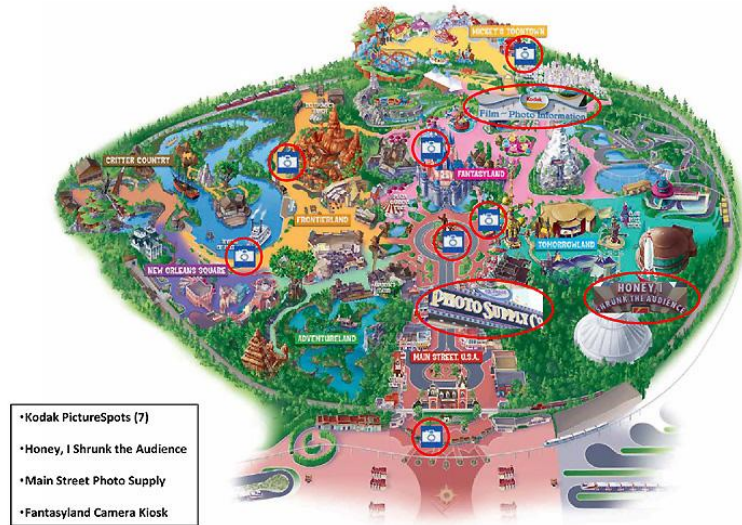 MICKEY'S TOONTOWN
Kodak
Film - Photo Information
CRITTER COUNTRY
FANTASYLAND
FRONTIERLAND
TOMORROWLAND
NEW ORLEANS SQUARE
HONEY, I
SHRUNK THE AUDIENCE
PHOTO SUPPLY Co
ADVENTURELAND
MAIN STREET, U.S.A.
•Kodak PictureSpots (7)
•Honey, I Shrunk the Audience
•Main Street Photo Supply
•Fantasyland Camera Kiosk